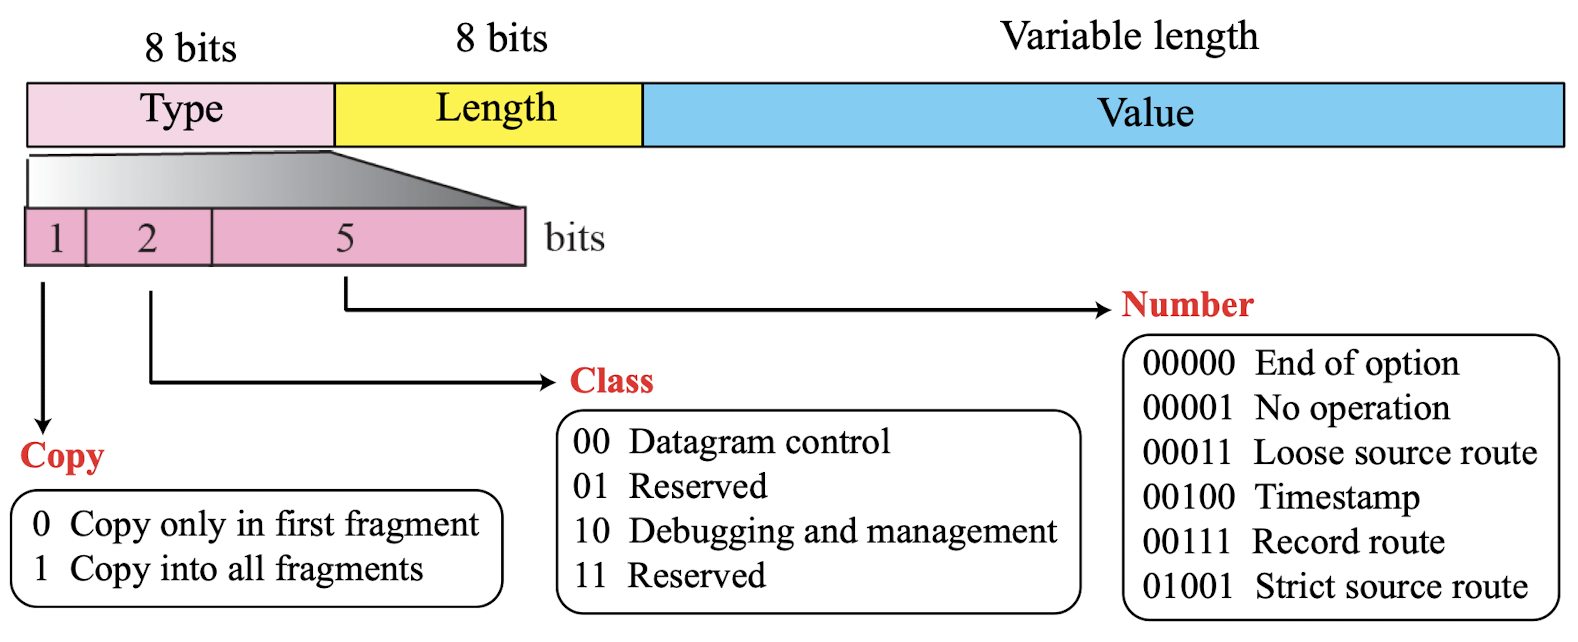 8 bits 8 bits Variable length
Type Length Value
1 2 5 bits
Number
00000 End of option
00001 No operation
00011 Loose source route
00100 Timestamp
00111 Record route
01001 Strict source route
Class
00 Datagram control
01 Reserved
10 Debugging and management
11 Reserved
Copy
0 Copy only in first fragment
1 Copy into all fragments